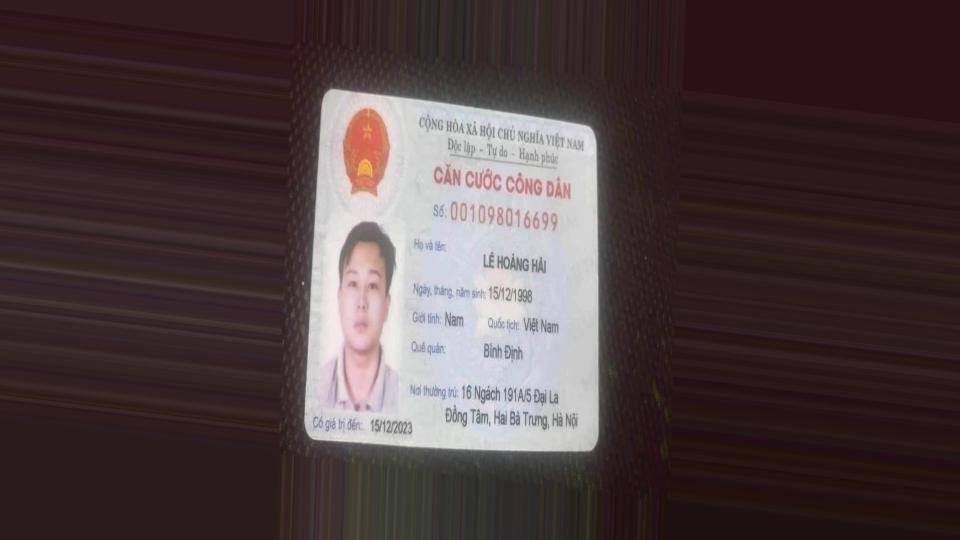 CỘNG HÒA XÃ HỘI CHỦ NGHĨA VIỆT NAM
Độc lập - Tự do - Hạnh phúc
CĂN CƯỚC CÔNG DÂN
Số: 001098016699
Họ và tên:
LÊ HOÀNG HẢI
Ngày, tháng, năm sinh: 15/12/1998
Giới tính: Nam Quốc tịch: Việt Nam
Quê quán: Bình Định
Nơi thường trú: 16 Ngách 191A/5 Đại La
Đồng Tâm, Hai Bà Trưng, Hà Nội
Có giá trị đến: 15/12/2023